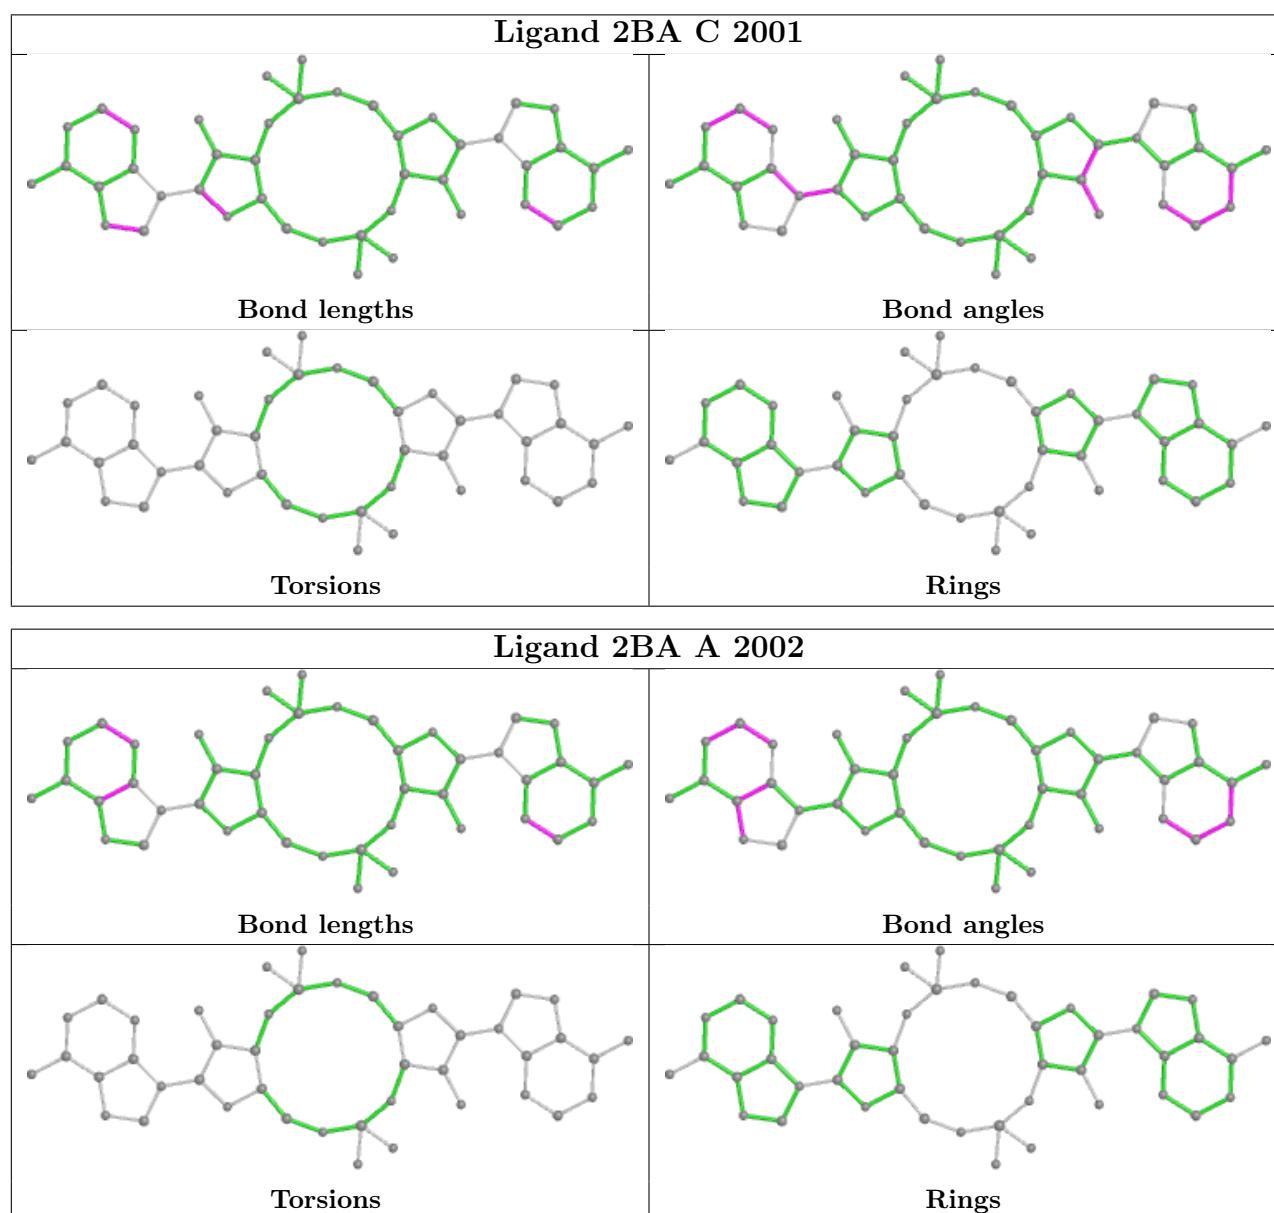 Ligand 2BA C 2001
Bond lengths
Bond angles
Torsions
Rings
Ligand 2BA A 2002
Bond lengths
Bond angles
Torsions
Rings